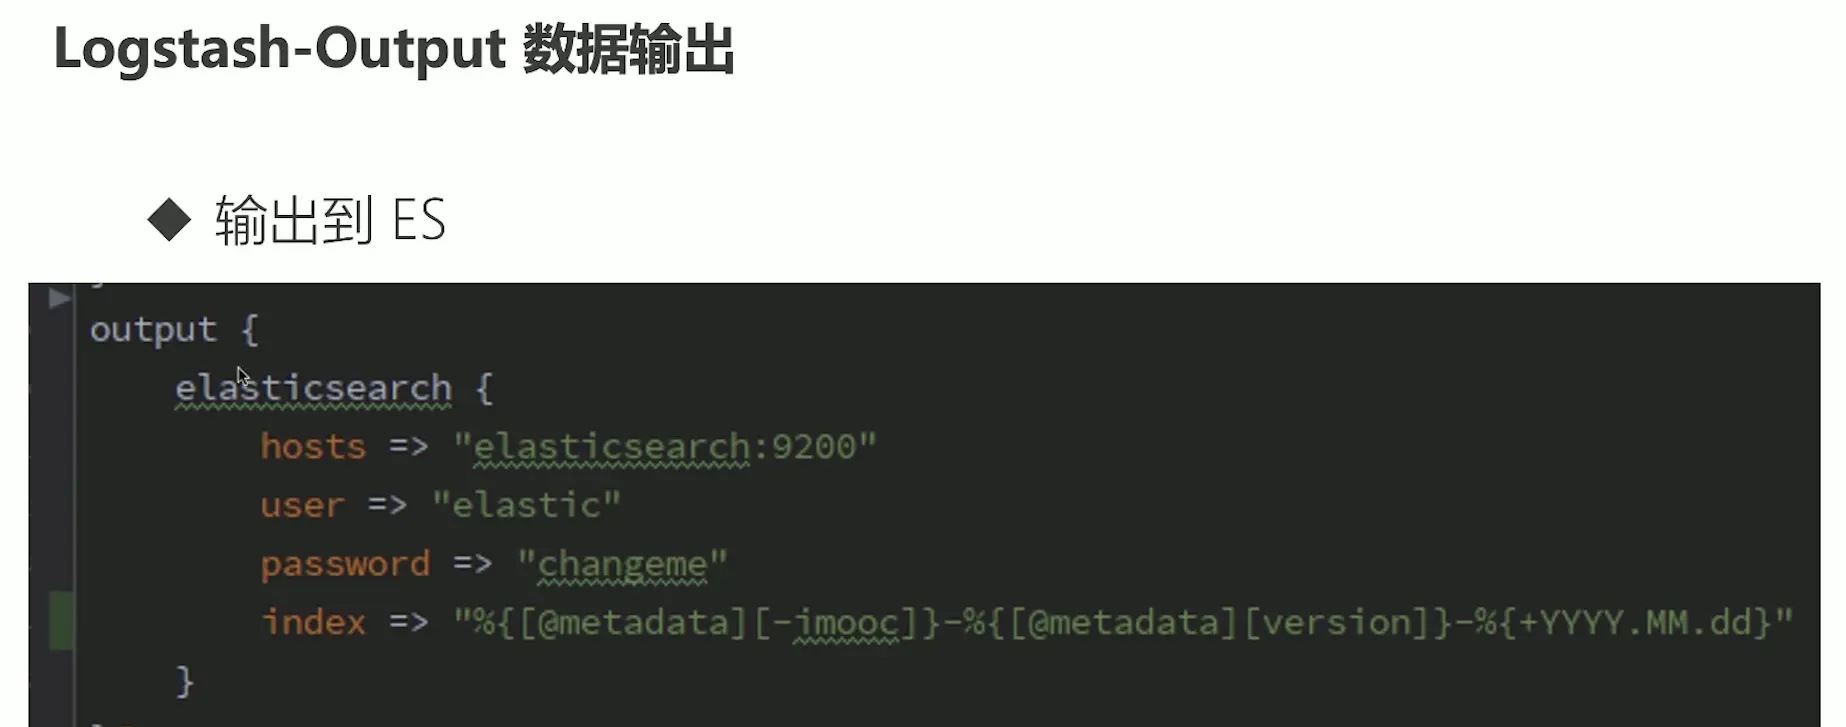 Logstash-Output 数据输出
◆ 输出到 ES
output {
elasticsearch {
hosts => "elasticsearch:9200"
user => "elastic"
password => "changeme"
index => "%{[@metadata][-imooc]}-%{[@metadata][version]}-%{+YYYY.MM.dd}"
}